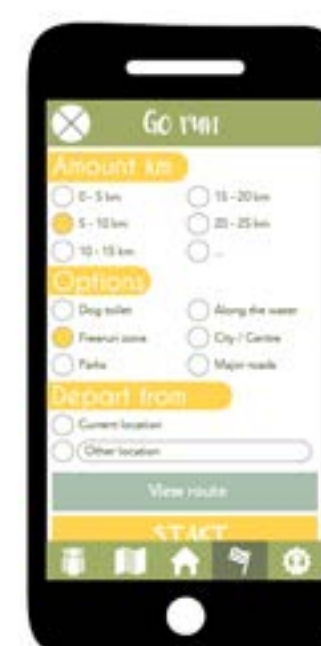 Go run
Amount km
0 - 5 km
15 - 20 km
5 - 10 km
20 - 25 km
10 - 15 km
...
Options
Dog toilet
Along the water
Freerun zone
City / Centre
Parks
Major roads
Depart from
Current location
Other location
View route
START